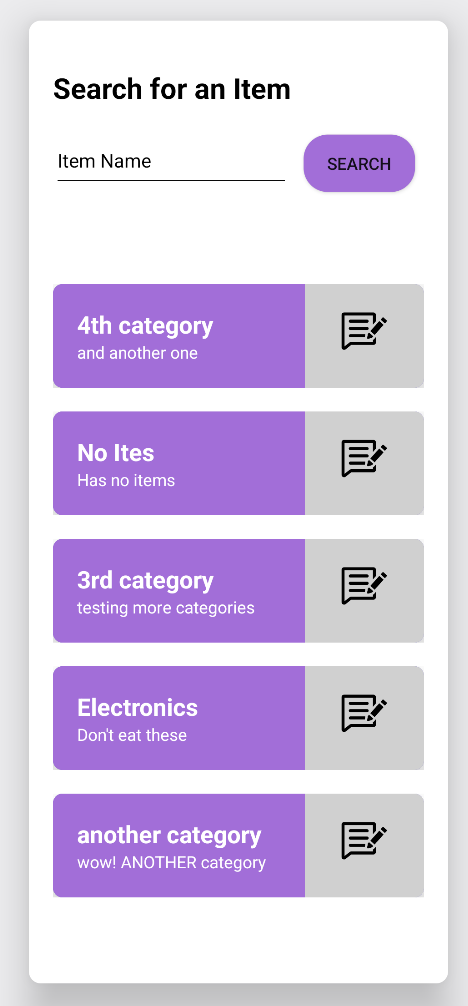 Search for an Item
Item Name
SEARCH
4th category
and another one
No Ites
Has no items
3rd category
testing more categories
Electronics
Don't eat these
another category
wow! ANOTHER category